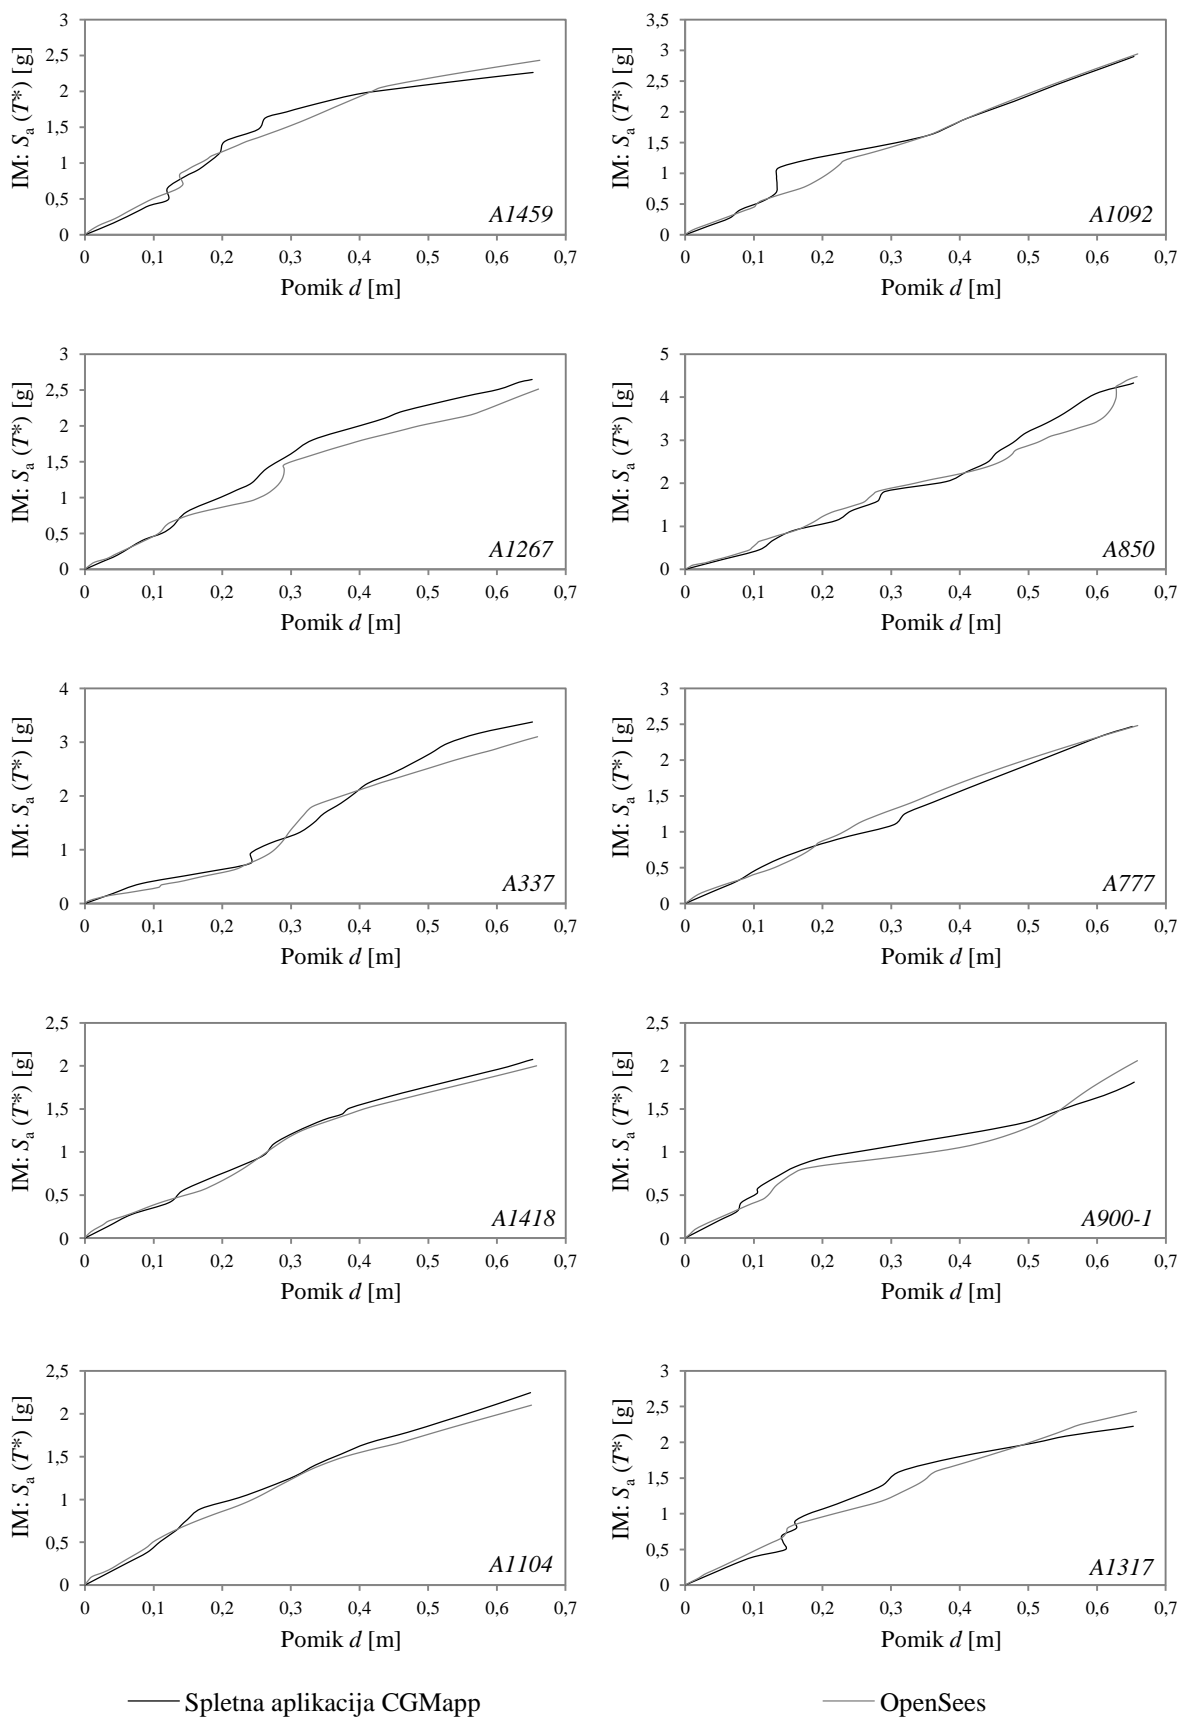 3
2,5
2
1,5
1
0,5
0
IM: Sa (T*) [g]
A1459
0 0,1 0,2 0,3 0,4 0,5 0,6 0,7
Pomik d [m]
3,5
3
2,5
2
1,5
1
0,5
0
IM: Sa (T*) [g]
A1092
0 0,1 0,2 0,3 0,4 0,5 0,6 0,7
Pomik d [m]
3
2,5
2
1,5
1
0,5
0
IM: Sa (T*) [g]
A1267
0 0,1 0,2 0,3 0,4 0,5 0,6 0,7
Pomik d [m]
5
4
3
2
1
0
IM: Sa (T*) [g]
A850
0 0,1 0,2 0,3 0,4 0,5 0,6 0,7
Pomik d [m]
4
3
2
1
0
IM: Sa (T*) [g]
A337
0 0,1 0,2 0,3 0,4 0,5 0,6 0,7
Pomik d [m]
3
2,5
2
1,5
1
0,5
0
IM: Sa (T*) [g]
A777
0 0,1 0,2 0,3 0,4 0,5 0,6 0,7
Pomik d [m]
2,5
2
1,5
1
0,5
0
IM: Sa (T*) [g]
A1418
0 0,1 0,2 0,3 0,4 0,5 0,6 0,7
Pomik d [m]
2,5
2
1,5
1
0,5
0
IM: Sa (T*) [g]
A900-1
0 0,1 0,2 0,3 0,4 0,5 0,6 0,7
Pomik d [m]
2,5
2
1,5
1
0,5
0
IM: Sa (T*) [g]
A1104
0 0,1 0,2 0,3 0,4 0,5 0,6 0,7
Pomik d [m]
3
2,5
2
1,5
1
0,5
0
IM: Sa (T*) [g]
A1317
0 0,1 0,2 0,3 0,4 0,5 0,6 0,7
Pomik d [m]
Spletna aplikacija CGMapp
OpenSees